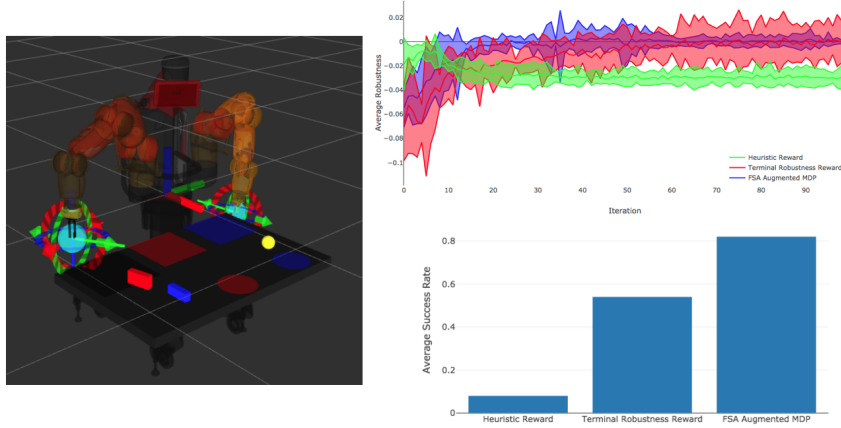 0.02
0
−0.02
−0.04
−0.06
−0.08
−0.1
Average Robustness
0 10 20 30 40 50 60 70 80 90
Iteration
Heuristic Reward
Terminal Robustness Reward
FSA Augmented MDP
0.8
0.6
0.4
0.2
0
Average Success Rate
Heuristic Reward Terminal Robustness Reward FSA Augmented MDP